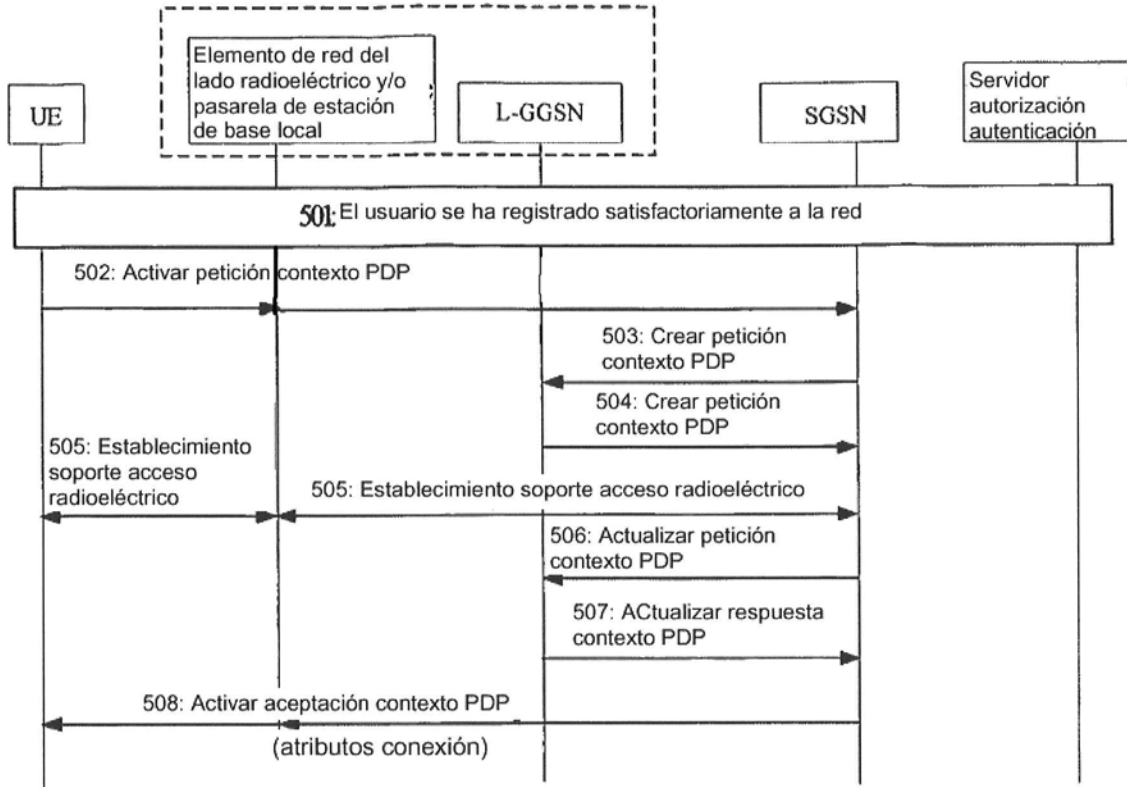 Elemento de red del
lado radioeléctrico y/o
pasarela de estación
de base local
UE
L-GGSN
SGSN
Servidor
autorización
autenticación
501: El usuario se ha registrado satisfactoriamente a la red
502: Activar petición contexto PDP
503: Crear petición
contexto PDP
504: Crear petición
contexto PDP
505: Establecimiento
soporte acceso
radioeléctrico
505: Establecimiento soporte acceso radioeléctrico
506: Actualizar petición
contexto PDP
507: ACtualizar respuesta
contexto PDP
508: Activar aceptación contexto PDP
(atributos conexión)